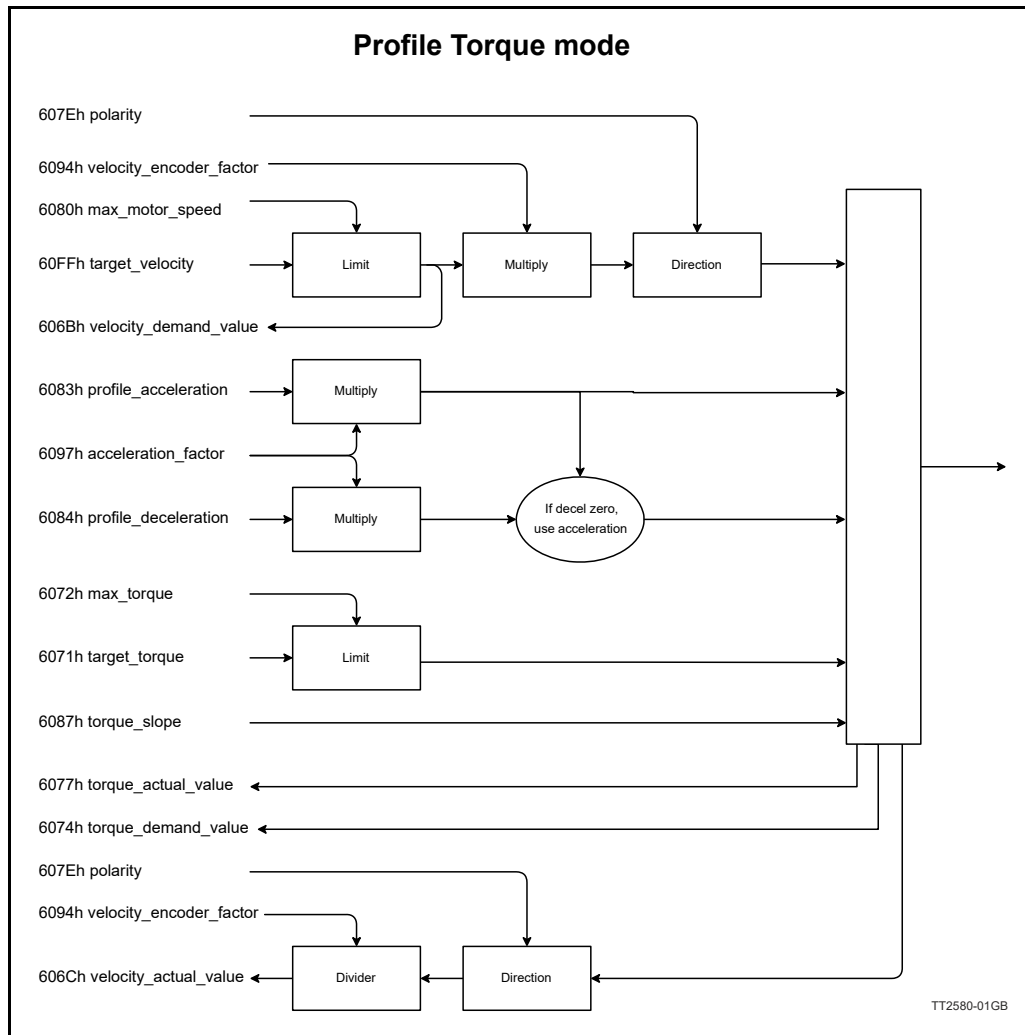 Profile Torque mode
607Eh polarity
6094h velocity_encoder_factor
6080h max_motor_speed
60FFh target_velocity
Limit
Multiply
Direction
606Bh velocity_demand_value
6083h profile_acceleration
Multiply
6097h acceleration_factor
6084h profile_deceleration
Multiply
If decel zero,
use acceleration
6072h max_torque
6071h target_torque
Limit
6087h torque_slope
6077h torque_actual_value
6074h torque_demand_value
607Eh polarity
6094h velocity_encoder_factor
606Ch velocity_actual_value
Divider
Direction
TT2580-01GB